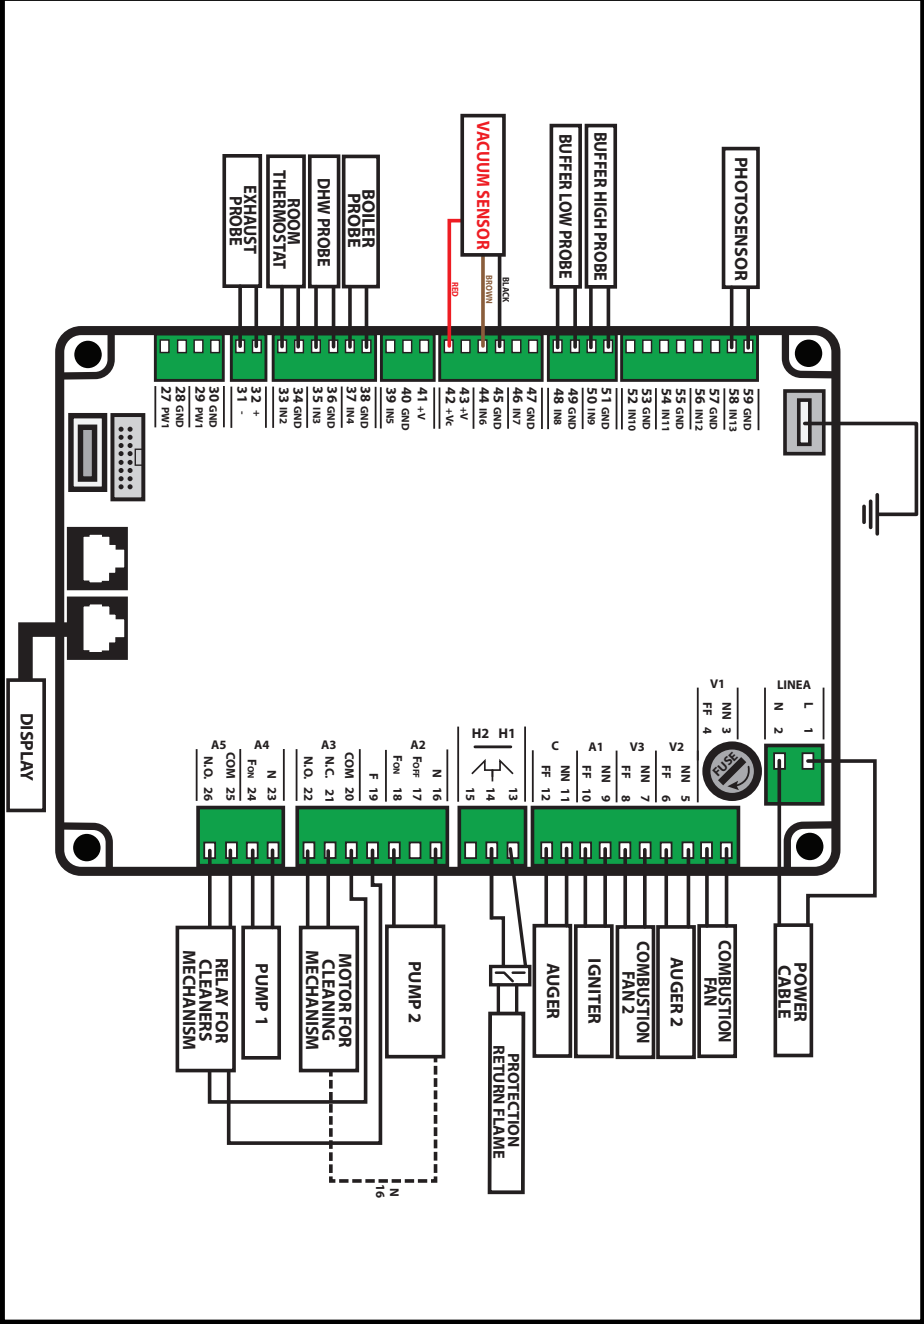 PHOTOSENSOR
BUFFER HIGH PROBE
BUFFER LOW PROBE
VACUUM SENSOR
BLACK
BROWN
RED
BOILER
PROBE
DHW PROBE
ROOM
THERMOSTAT
EXHAUST
PROBE
59 GND
58 IN13
57 GND
56 IN12
55 GND
54 IN11
53 GND
52 IN10
51 GND
50 IN9
49 GND
48 IN8
47 GND
46 IN7
45 GND
44 IN6
43 +V
42 +Vc
41 +V
40 GND
39 IN5
38 GND
37 IN4
36 GND
35 IN3
34 GND
33 IN2
32 +
31 -
30 GND
29 PW1
28 GND
27 PW1
DISPLAY
LINEA
L 1
N 2
V1
NN 3
FF 4
FUSE
V2
NN 5
FF 6
V3
NN 7
FF 8
A1
NN 9
FF 10
C
NN 11
FF 12
H2 H1
13
14
15
A2
N 16
FOFF 17
FON 18
F 19
A3
COM 20
N.C. 21
N.O. 22
A4
N 23
FON 24
A5
COM 25
N.O. 26
POWER
CABLE
COMBUSTION
FAN
AUGER 2
COMBUSTION
FAN 2
IGNITER
AUGER
PROTECTION
RETURN FLAME
PUMP 2
MOTOR FOR
CLEANING
MECHANISM
PUMP 1
RELAY FOR
CLEANERS
MECHANISM
N
16